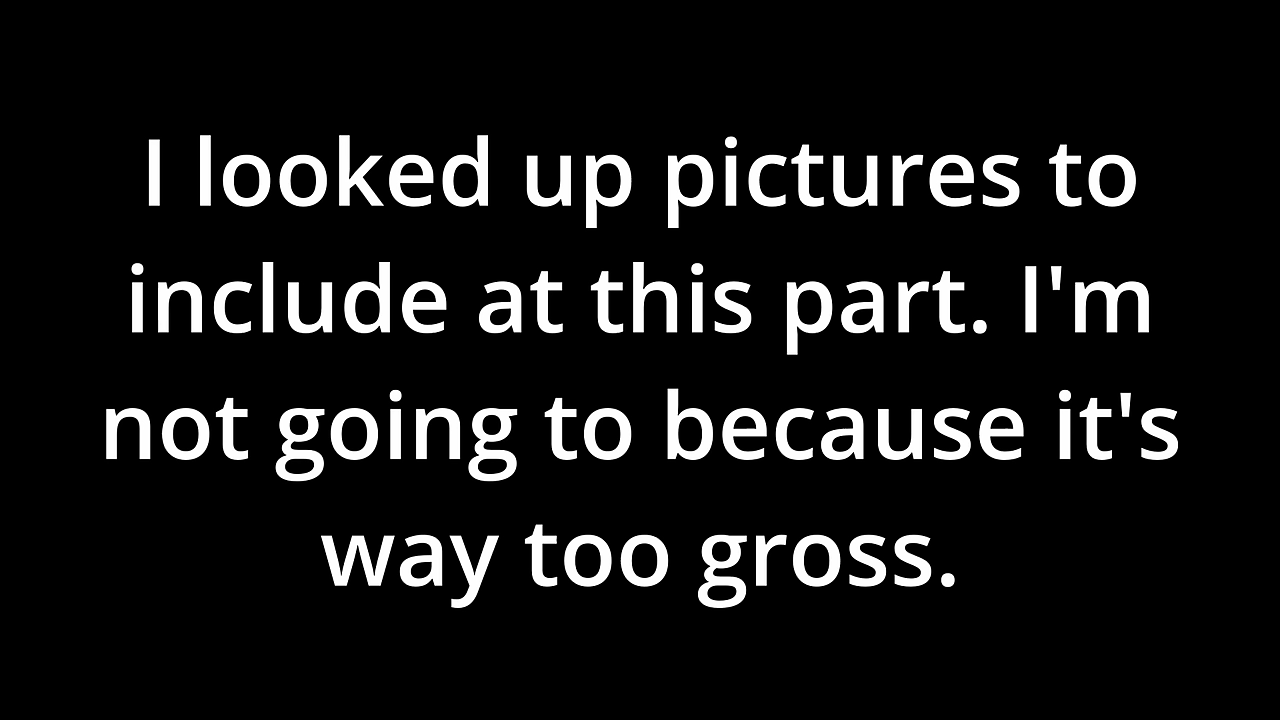 I looked up pictures to
include at this part. I'm
not going to because it's
way too gross.